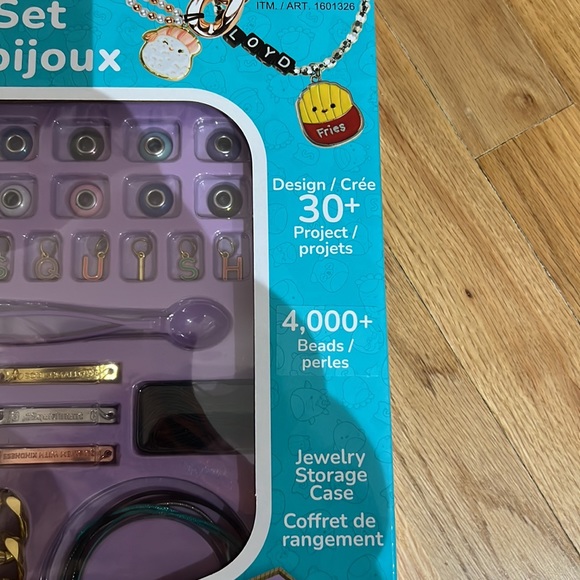 ITM. / ART. 1601326
Set
bijoux
LOYD
Fries
Design / Crée
30+
Project /
projets
SQUISH
4,000+
Beads /
perles
Jewelry
Storage
Case
Coffret de
rangement